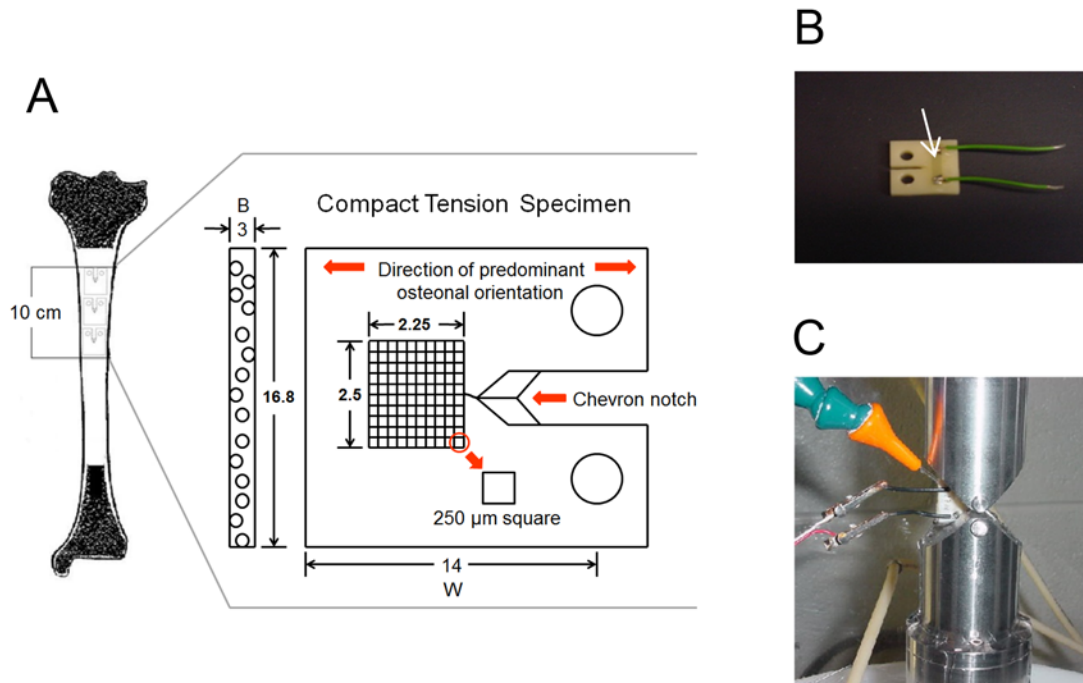 A
10 cm
B
3
16.8
Compact Tension Specimen
Direction of predominant
osteonal orientation
2.25
2.5
Chevron notch
250 µm square
14
W
B
C